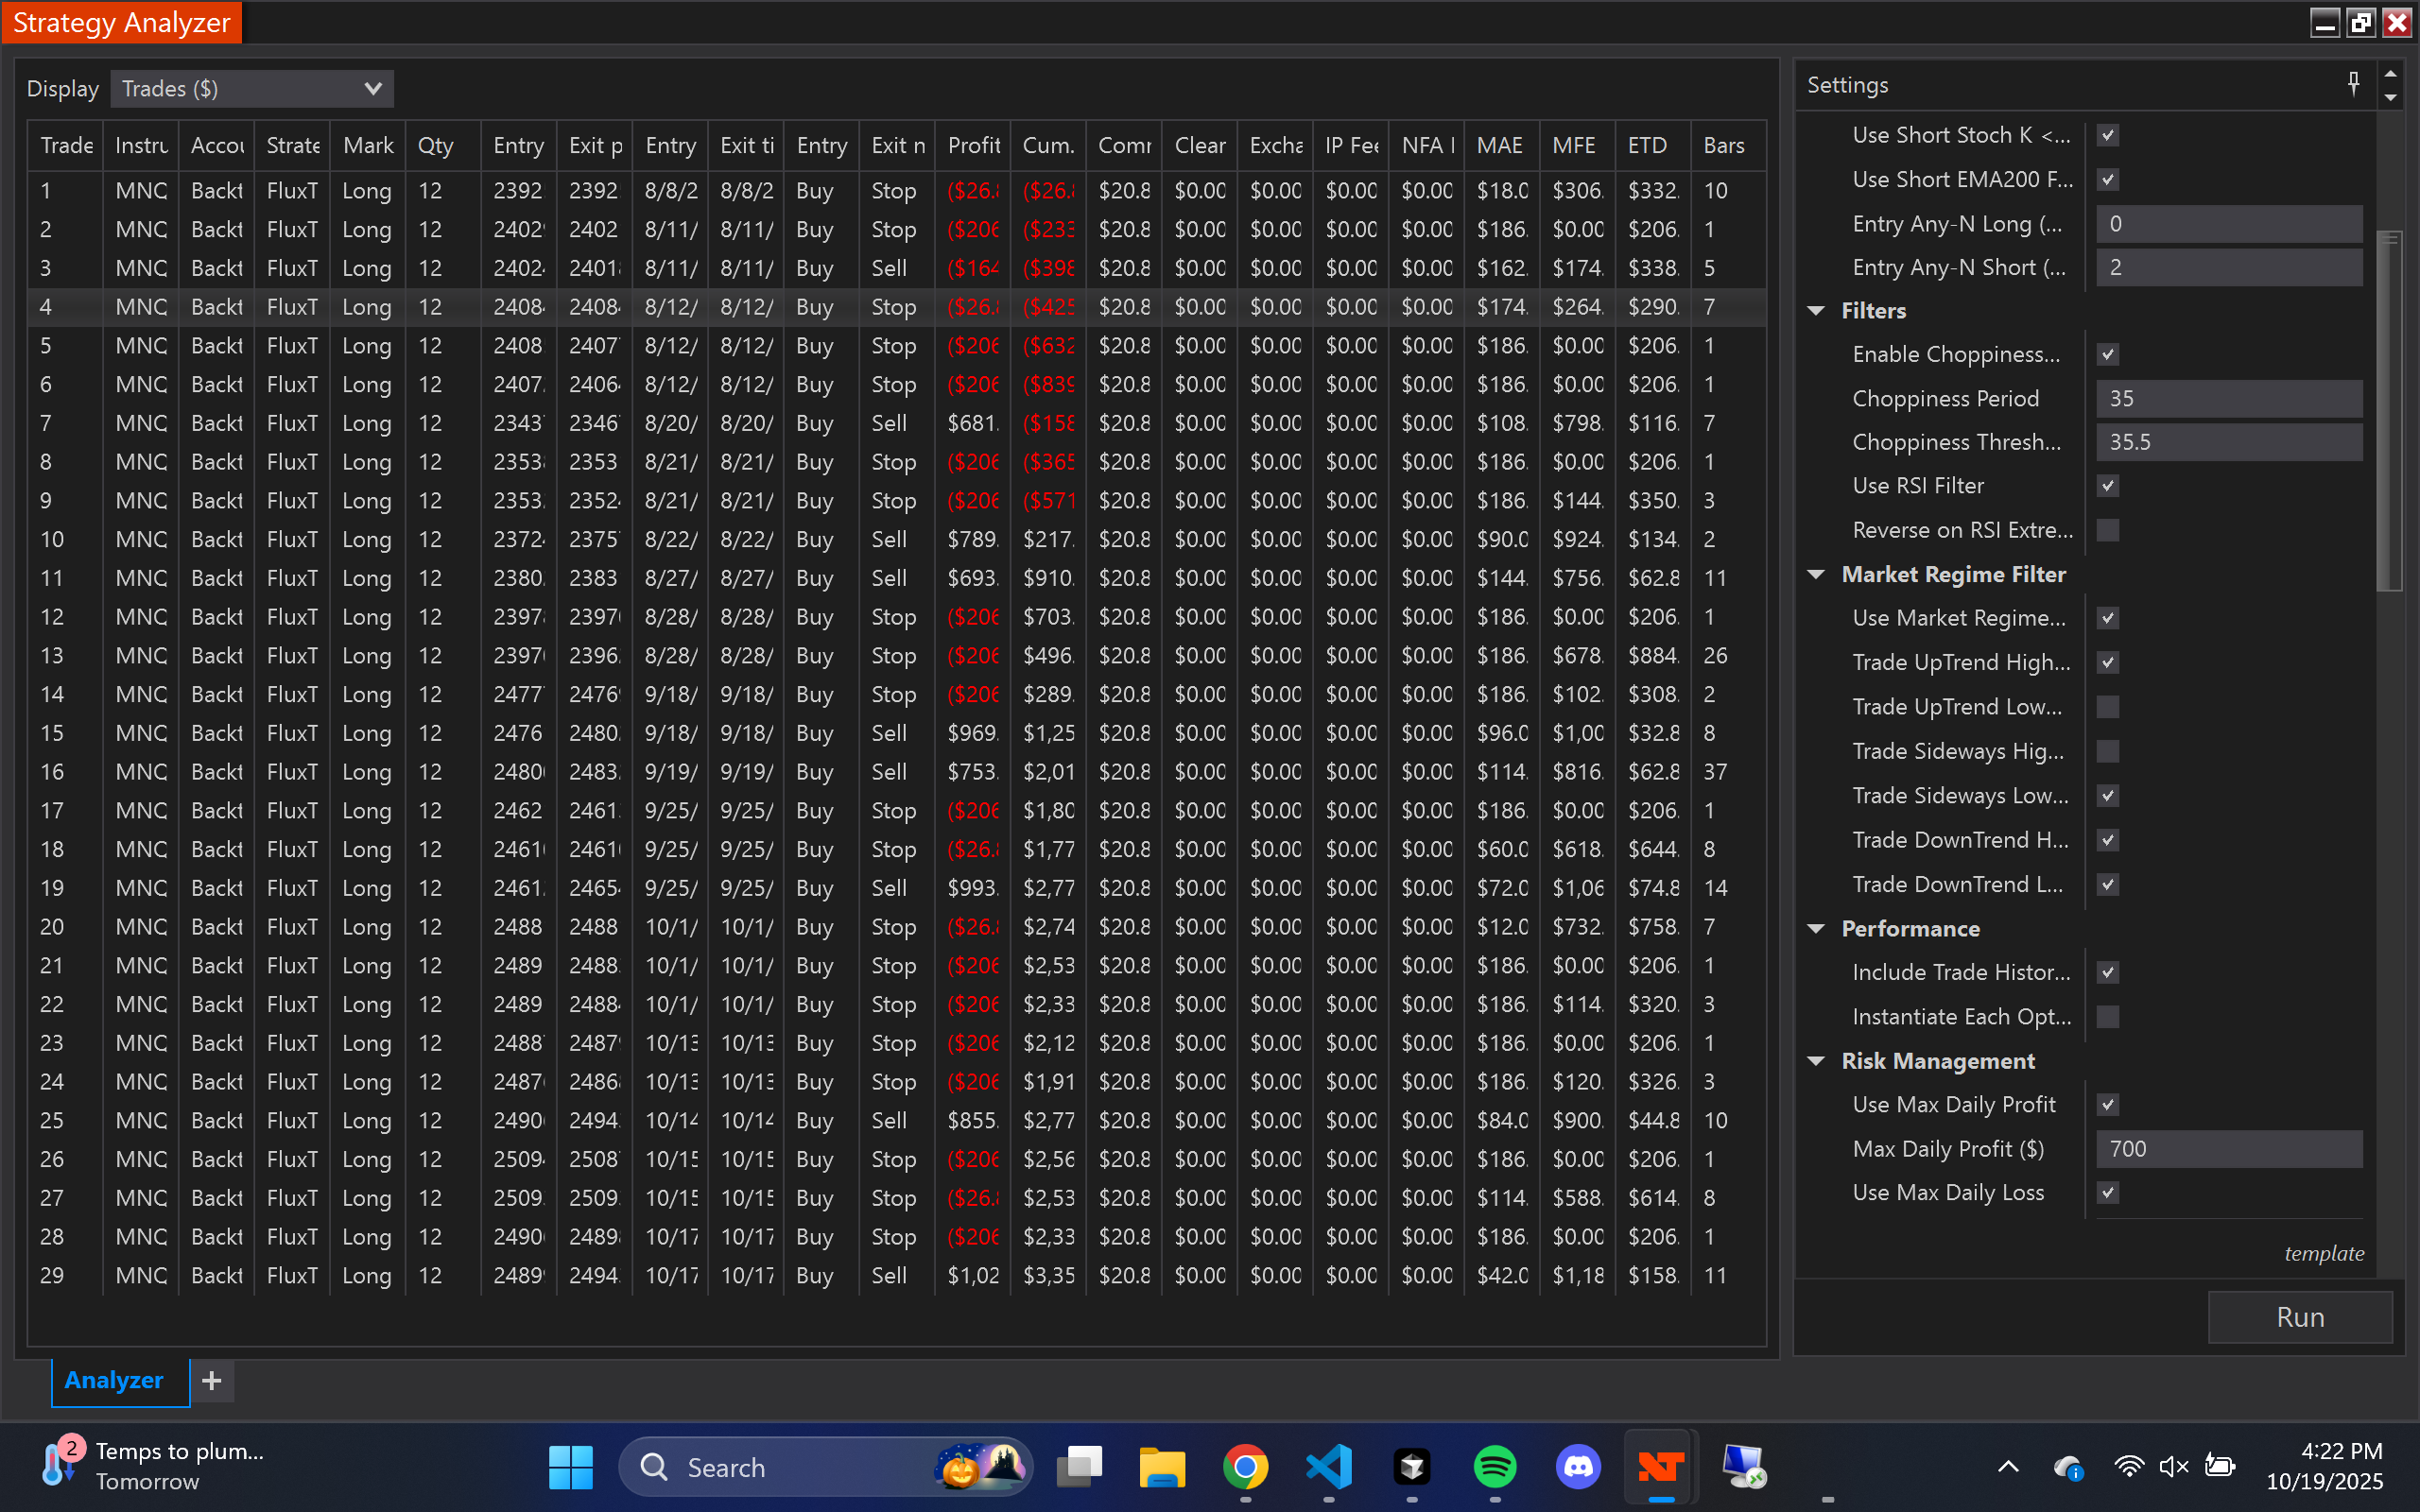 Strategy Analyzer
Display Trades ($)
Settings
Trade Instru Accou Strate Mark Qty Entry Exit p Entry Exit ti Entry Exit n Profit Cum. Comr Clear Excha IP Fee NFA MAE MFE ETD Bars
1 MNQ Backt FluxT Long 12 2392 2392 8/8/2 8/8/2 Buy Stop ($26.8 ($26.8 $20.8 $0.00 $0.00 $0.00 $0.00 $18.0 $306. $332. 10
2 MNQ Backt FluxT Long 12 2402 2402 8/11/ 8/11/ Buy Stop ($206 ($233 $20.8 $0.00 $0.00 $0.00 $0.00 $186. $0.00 $206. 1
3 MNQ Backt FluxT Long 12 2402 2401 8/11/ 8/11/ Buy Sell ($164 ($398 $20.8 $0.00 $0.00 $0.00 $0.00 $162. $174. $338. 5
4 MNQ Backt FluxT Long 12 2408 2408 8/12/ 8/12/ Buy Stop ($26.8 ($425 $20.8 $0.00 $0.00 $0.00 $0.00 $174. $264. $290. 7
5 MNQ Backt FluxT Long 12 2408 2407 8/12/ 8/12/ Buy Stop ($206 ($632 $20.8 $0.00 $0.00 $0.00 $0.00 $186. $0.00 $206. 1
6 MNQ Backt FluxT Long 12 2407 2406 8/12/ 8/12/ Buy Stop ($206 ($839 $20.8 $0.00 $0.00 $0.00 $0.00 $186. $0.00 $206. 1
7 MNQ Backt FluxT Long 12 2343 2346 8/20/ 8/20/ Buy Sell $681. ($158 $20.8 $0.00 $0.00 $0.00 $0.00 $108. $798. $116. 7
8 MNQ Backt FluxT Long 12 2353 2353 8/21/ 8/21/ Buy Stop ($206 ($365 $20.8 $0.00 $0.00 $0.00 $0.00 $186. $0.00 $206. 1
9 MNQ Backt FluxT Long 12 2353 2352 8/21/ 8/21/ Buy Stop ($206 ($571 $20.8 $0.00 $0.00 $0.00 $0.00 $186. $144. $350. 3
10 MNQ Backt FluxT Long 12 2372 2375 8/22/ 8/22/ Buy Sell $789. $217. $20.8 $0.00 $0.00 $0.00 $0.00 $90.0 $924. $134. 2
11 MNQ Backt FluxT Long 12 2380 2383 8/27/ 8/27/ Buy Sell $693. $910. $20.8 $0.00 $0.00 $0.00 $0.00 $144. $756. $62.8 11
12 MNQ Backt FluxT Long 12 2397 2397 8/28/ 8/28/ Buy Stop ($206 $703. $20.8 $0.00 $0.00 $0.00 $0.00 $186. $0.00 $206. 1
13 MNQ Backt FluxT Long 12 2397 2396 8/28/ 8/28/ Buy Stop ($206 $496. $20.8 $0.00 $0.00 $0.00 $0.00 $186. $678. $884. 26
14 MNQ Backt FluxT Long 12 2477 2476 9/18/ 9/18/ Buy Stop ($206 $289. $20.8 $0.00 $0.00 $0.00 $0.00 $186. $102. $308. 2
15 MNQ Backt FluxT Long 12 2476 2480 9/18/ 9/18/ Buy Sell $969. $1,25 $20.8 $0.00 $0.00 $0.00 $0.00 $96.0 $1,00 $32.8 8
16 MNQ Backt FluxT Long 12 2480 2483 9/19/ 9/19/ Buy Sell $753. $2,01 $20.8 $0.00 $0.00 $0.00 $0.00 $114. $816. $62.8 37
17 MNQ Backt FluxT Long 12 2462 2461 9/25/ 9/25/ Buy Stop ($206 $1,80 $20.8 $0.00 $0.00 $0.00 $0.00 $186. $0.00 $206. 1
18 MNQ Backt FluxT Long 12 2461 2461 9/25/ 9/25/ Buy Stop ($26.8 $1,77 $20.8 $0.00 $0.00 $0.00 $0.00 $60.0 $618. $644. 8
19 MNQ Backt FluxT Long 12 2461 2465 9/25/ 9/25/ Buy Sell $993. $2,77 $20.8 $0.00 $0.00 $0.00 $0.00 $72.0 $1,06 $74.8 14
20 MNQ Backt FluxT Long 12 2488 2488 10/1/ 10/1/ Buy Stop ($26.8 $2,74 $20.8 $0.00 $0.00 $0.00 $0.00 $12.0 $732. $758. 7
21 MNQ Backt FluxT Long 12 2489 2488 10/1/ 10/1/ Buy Stop ($206 $2,53 $20.8 $0.00 $0.00 $0.00 $0.00 $186. $0.00 $206. 1
22 MNQ Backt FluxT Long 12 2489 2488 10/1/ 10/1/ Buy Stop ($206 $2,33 $20.8 $0.00 $0.00 $0.00 $0.00 $186. $114. $320. 3
23 MNQ Backt FluxT Long 12 2488 2487 10/13 10/13 Buy Stop ($206 $2,12 $20.8 $0.00 $0.00 $0.00 $0.00 $186. $0.00 $206. 1
24 MNQ Backt FluxT Long 12 2487 2486 10/13 10/13 Buy Stop ($206 $1,91 $20.8 $0.00 $0.00 $0.00 $0.00 $186. $120. $326. 3
25 MNQ Backt FluxT Long 12 2490 2494 10/14 10/14 Buy Sell $855. $2,77 $20.8 $0.00 $0.00 $0.00 $0.00 $84.0 $900. $44.8 10
26 MNQ Backt FluxT Long 12 2509 2508 10/15 10/15 Buy Stop ($206 $2,56 $20.8 $0.00 $0.00 $0.00 $0.00 $186. $0.00 $206. 1
27 MNQ Backt FluxT Long 12 2509 2509 10/15 10/15 Buy Stop ($26.8 $2,53 $20.8 $0.00 $0.00 $0.00 $0.00 $114. $588. $614. 8
28 MNQ Backt FluxT Long 12 2490 2489 10/17 10/17 Buy Stop ($206 $2,33 $20.8 $0.00 $0.00 $0.00 $0.00 $186. $0.00 $206. 1
29 MNQ Backt FluxT Long 12 2489 2494 10/17 10/17 Buy Sell $1,02 $3,35 $20.8 $0.00 $0.00 $0.00 $0.00 $42.0 $1,18 $158. 11
Use Short Stoch K <...
Use Short EMA200 F...
Entry Any-N Long (... 0
Entry Any-N Short (... 2
Filters
Enable Choppiness...
Choppiness Period 35
Choppiness Thresh... 35.5
Use RSI Filter
Reverse on RSI Extre...
Market Regime Filter
Use Market Regime...
Trade UpTrend High...
Trade UpTrend Low...
Trade Sideways Hig...
Trade Sideways Low...
Trade DownTrend H...
Trade DownTrend L...
Performance
Include Trade Histor...
Instantiate Each Opt...
Risk Management
Use Max Daily Profit
Max Daily Profit ($) 700
Use Max Daily Loss
template
Run
Analyzer +
2
Temps to plum...
Tomorrow
Search
4:22 PM
10/19/2025